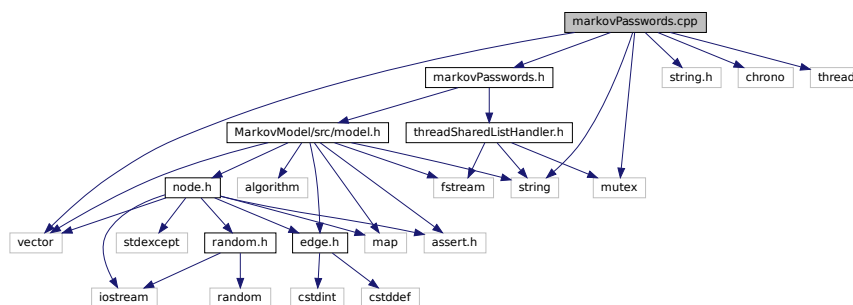 markovPasswords.cpp
markovPasswords.h
string.h
chrono
thread
MarkovModel/src/model.h
threadSharedListHandler.h
node.h
algorithm
fstream
string
mutex
vector
stdexcept
random.h
edge.h
map
assert.h
iostream
random
cstdint
cstddef